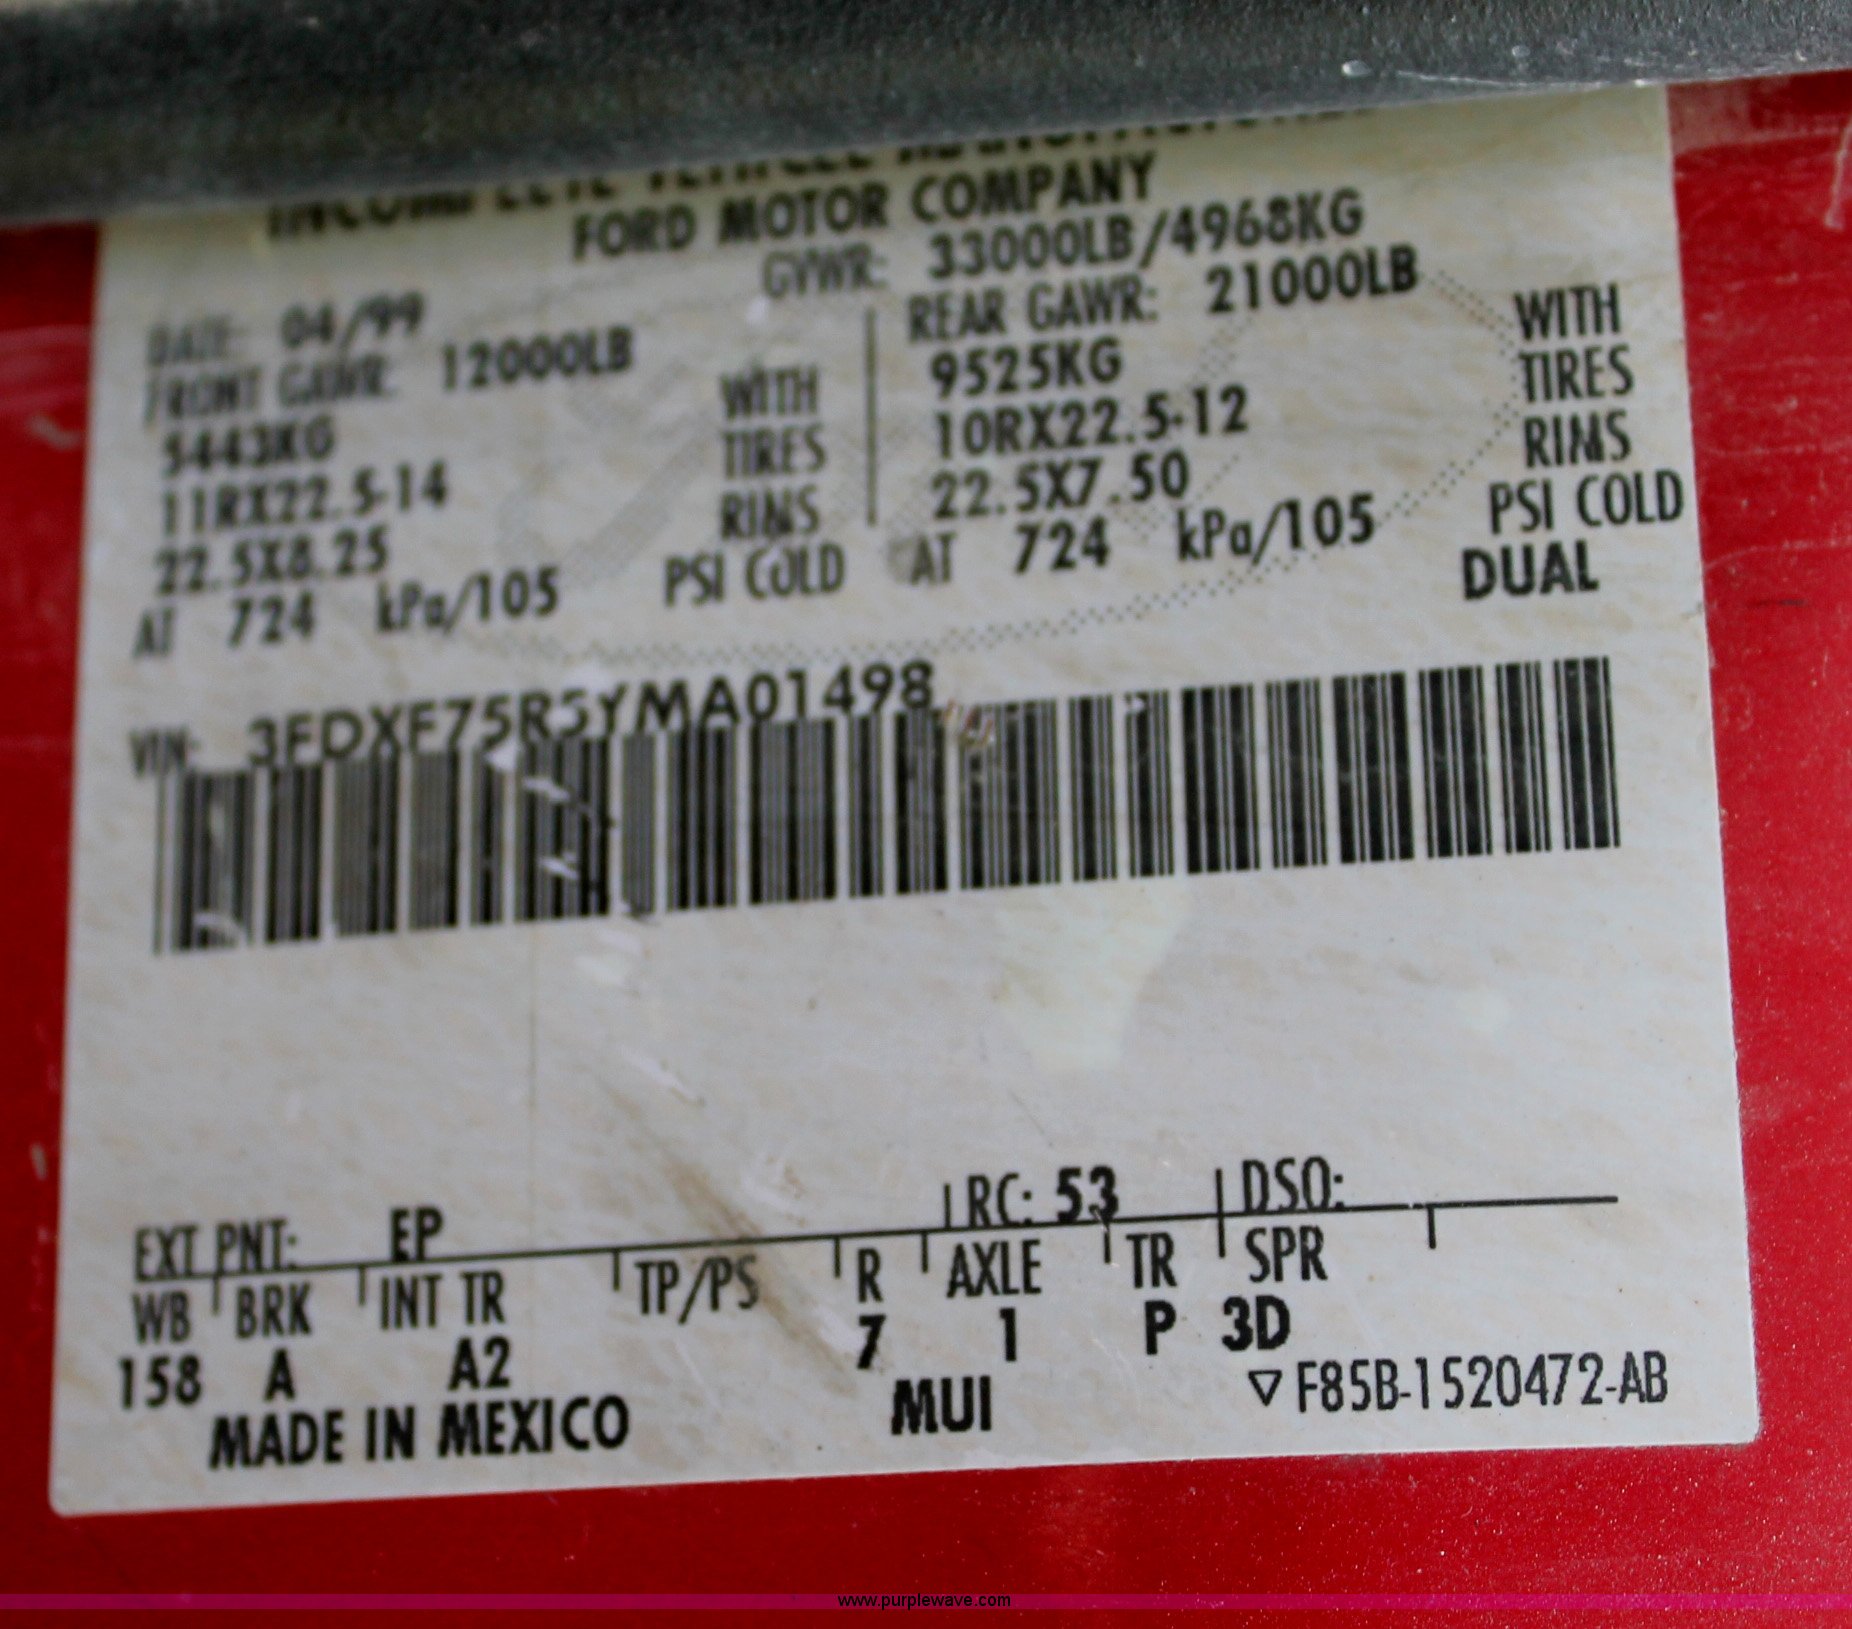 INCOMPLETE VEHICLE MANUFACTURED
FORD MOTOR COMPANY
GVWR: 33000LB/4968KG
DATE: 04/99
FRONT GAWR: 12000LB
5443KG WITH
11RX22.5-14 TIRES
22.5X8.25 RIMS
AT 724 kPa/105 PSI COLD
REAR GAWR: 21000LB
9525KG WITH
10RX22.5-12 TIRES
22.5X7.50 RIMS
AT 724 kPa/105 PSI COLD
DUAL
VIN: 3FDXF75R5YMA01498
EXT PNT: EP RC: 53 DSO:
WB BRK INT TR TP/PS R AXLE TR SPR
158 A A2 7 1 P 3D
MADE IN MEXICO MUI F85B-1520472-AB
www.purplewave.com